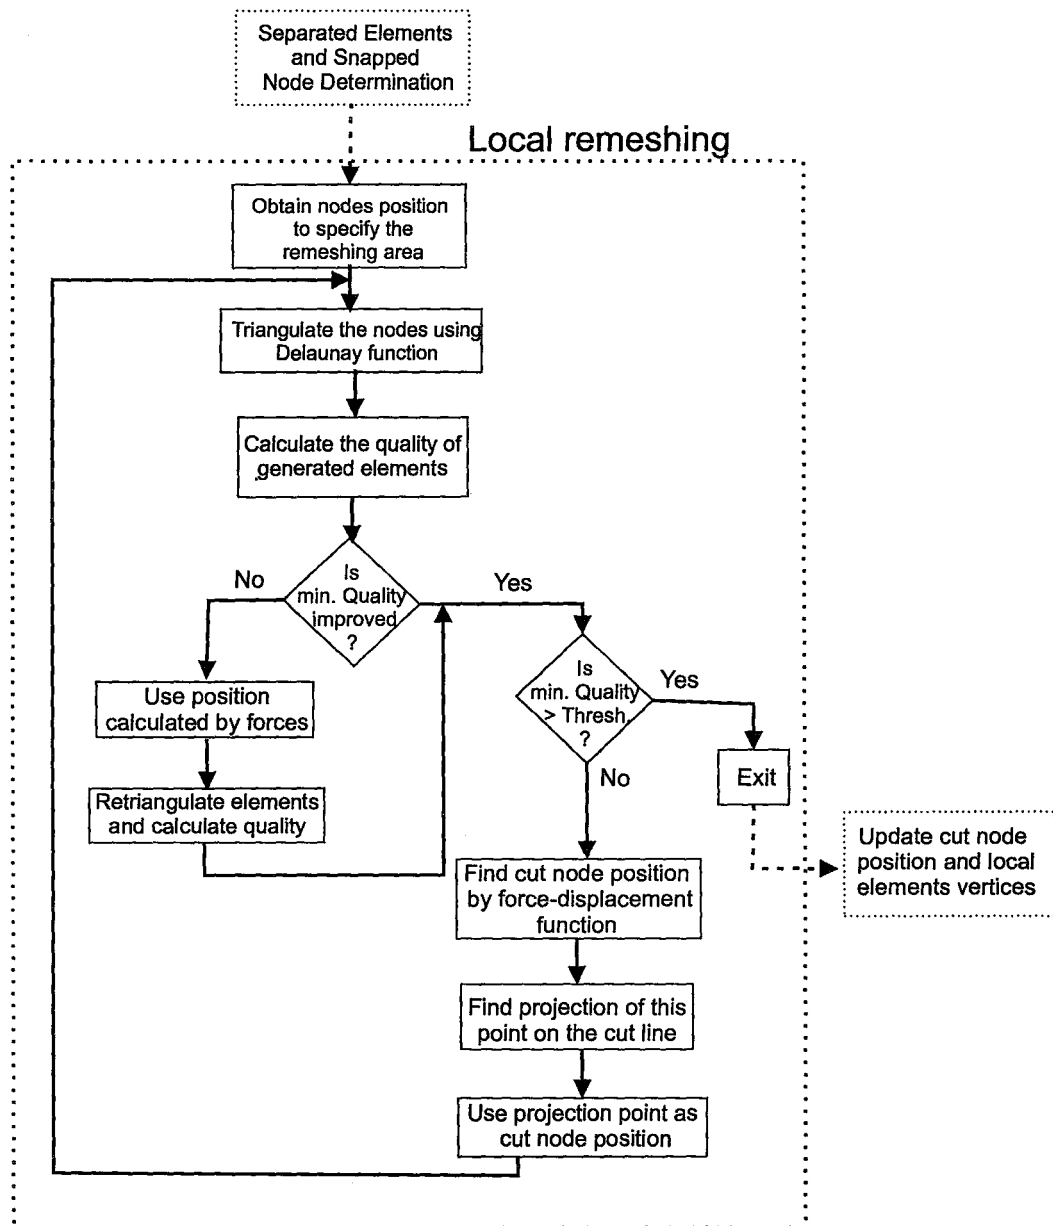 Separated Elements
and Snapped
Node Determination
Local remeshing
Obtain nodes position
to specify the
remeshing area
Triangulate the nodes using
Delaunay function
Calculate the quality of
generated elements
No
Is
min. Quality
improved
?
Yes
Use position
calculated by forces
Is
min. Quality
> Thresh.
?
Yes
No
Exit
Retriangulate elements
and calculate quality
Update cut node
position and local
elements vertices
Find cut node position
by force-displacement
function
Find projection of this
point on the cut line
Use projection point as
cut node position